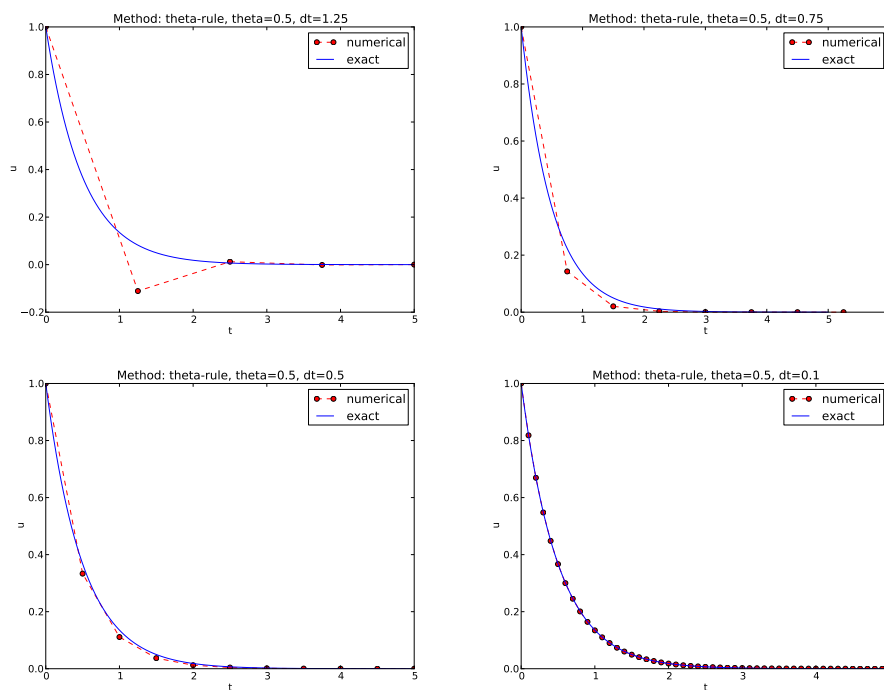 Method: theta-rule, theta=0.5, dt=1.25
numerical
exact
1.0
0.8
0.6
0.4
0.2
0.0
−0.2
u
0 1 2 3 4 5
t
Method: theta-rule, theta=0.5, dt=0.75
numerical
exact
1.0
0.8
0.6
0.4
0.2
0.0
u
0 1 2 3 4 5
t
Method: theta-rule, theta=0.5, dt=0.5
numerical
exact
1.0
0.8
0.6
0.4
0.2
0.0
u
0 1 2 3 4 5
t
Method: theta-rule, theta=0.5, dt=0.1
numerical
exact
1.0
0.8
0.6
0.4
0.2
0.0
u
0 1 2 3 4
t